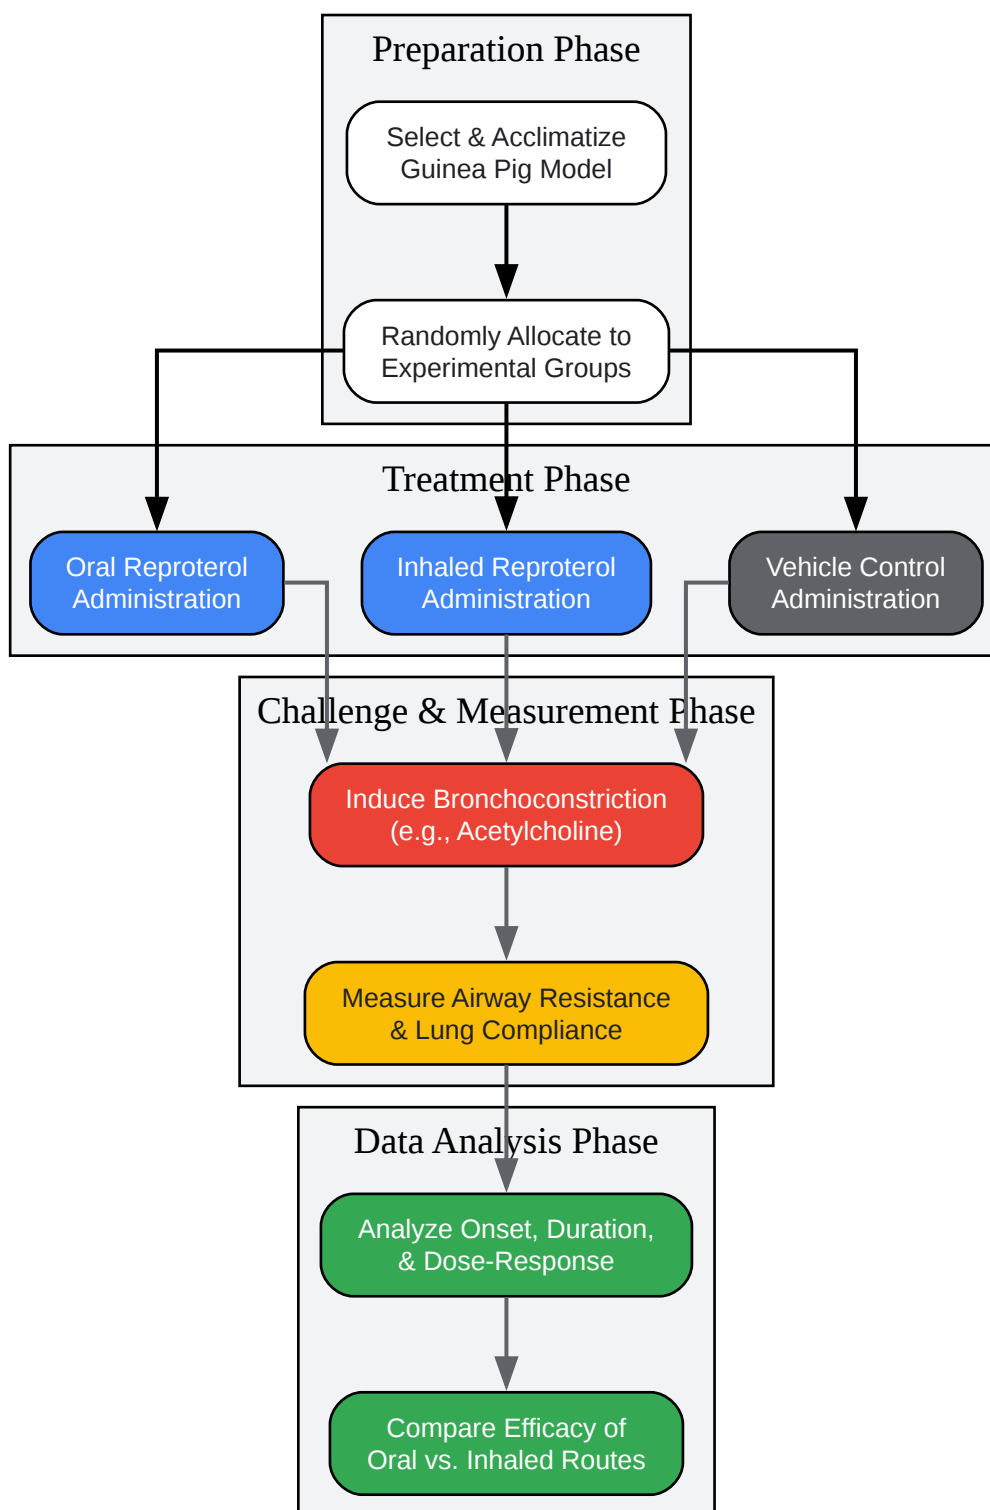 Preparation Phase
Select & Acclimatize
Guinea Pig Model
Randomly Allocate to
Experimental Groups
Treatment Phase
Oral Reproterol
Administration
Inhaled Reproterol
Administration
Vehicle Control
Administration
Challenge & Measurement Phase
Induce Bronchoconstriction
(e.g., Acetylcholine)
Measure Airway Resistance
& Lung Compliance
Data Analysis Phase
Analyze Onset, Duration,
& Dose-Response
Compare Efficacy of
Oral vs. Inhaled Routes